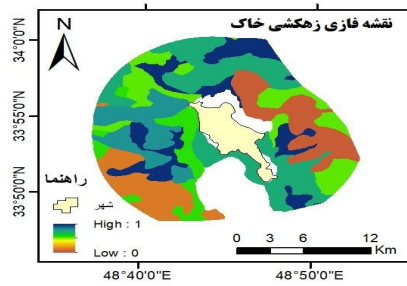 نقشه فازی زهکشی خاک
N
34°0'0"N
33°55'0"N
33°50'0"N
راهنما
شهر
High : 1
Low : 0
0 3 6 12
Km
48°40'0"E 48°50'0"E